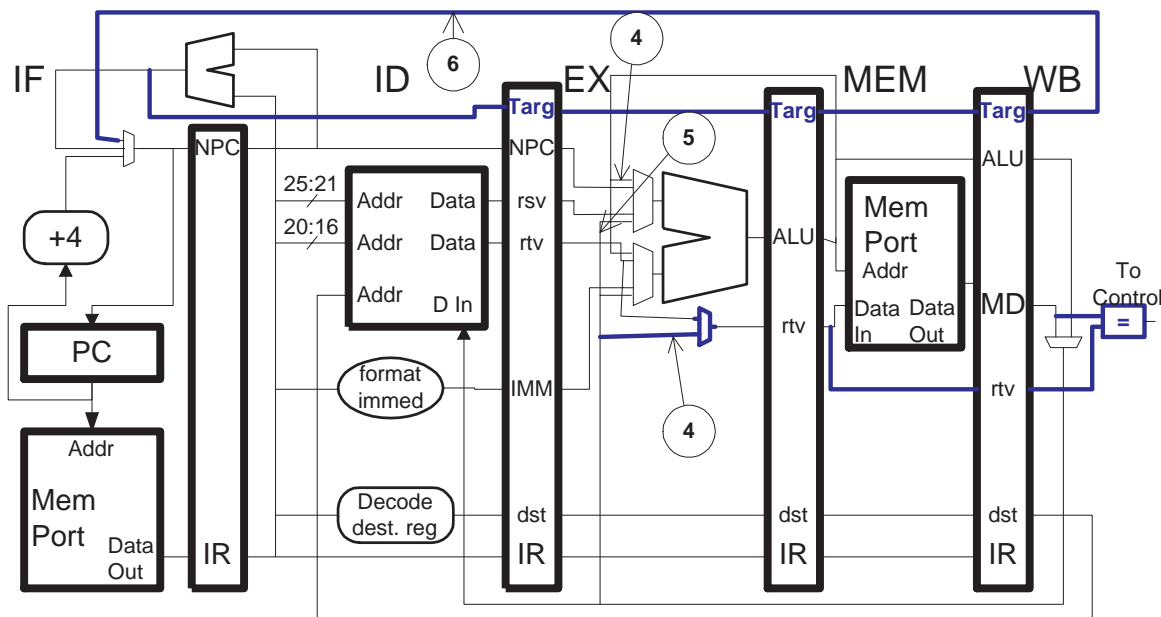 IF
ID
EX
MEM
WB
6
4
5
4
Targ
Targ
Targ
NPC
NPC
ALU
25:21
20:16
Addr
Data
Addr
Data
Addr
D In
rsv
rtv
+4
PC
ALU
Mem
Port
Addr
Data
In
Data
Out
MD
To
Control
=
rtv
rtv
format
immed
IMM
Addr
Mem
Port
Data
Out
Decode
dest. reg
dst
dst
dst
IR
IR
IR
IR